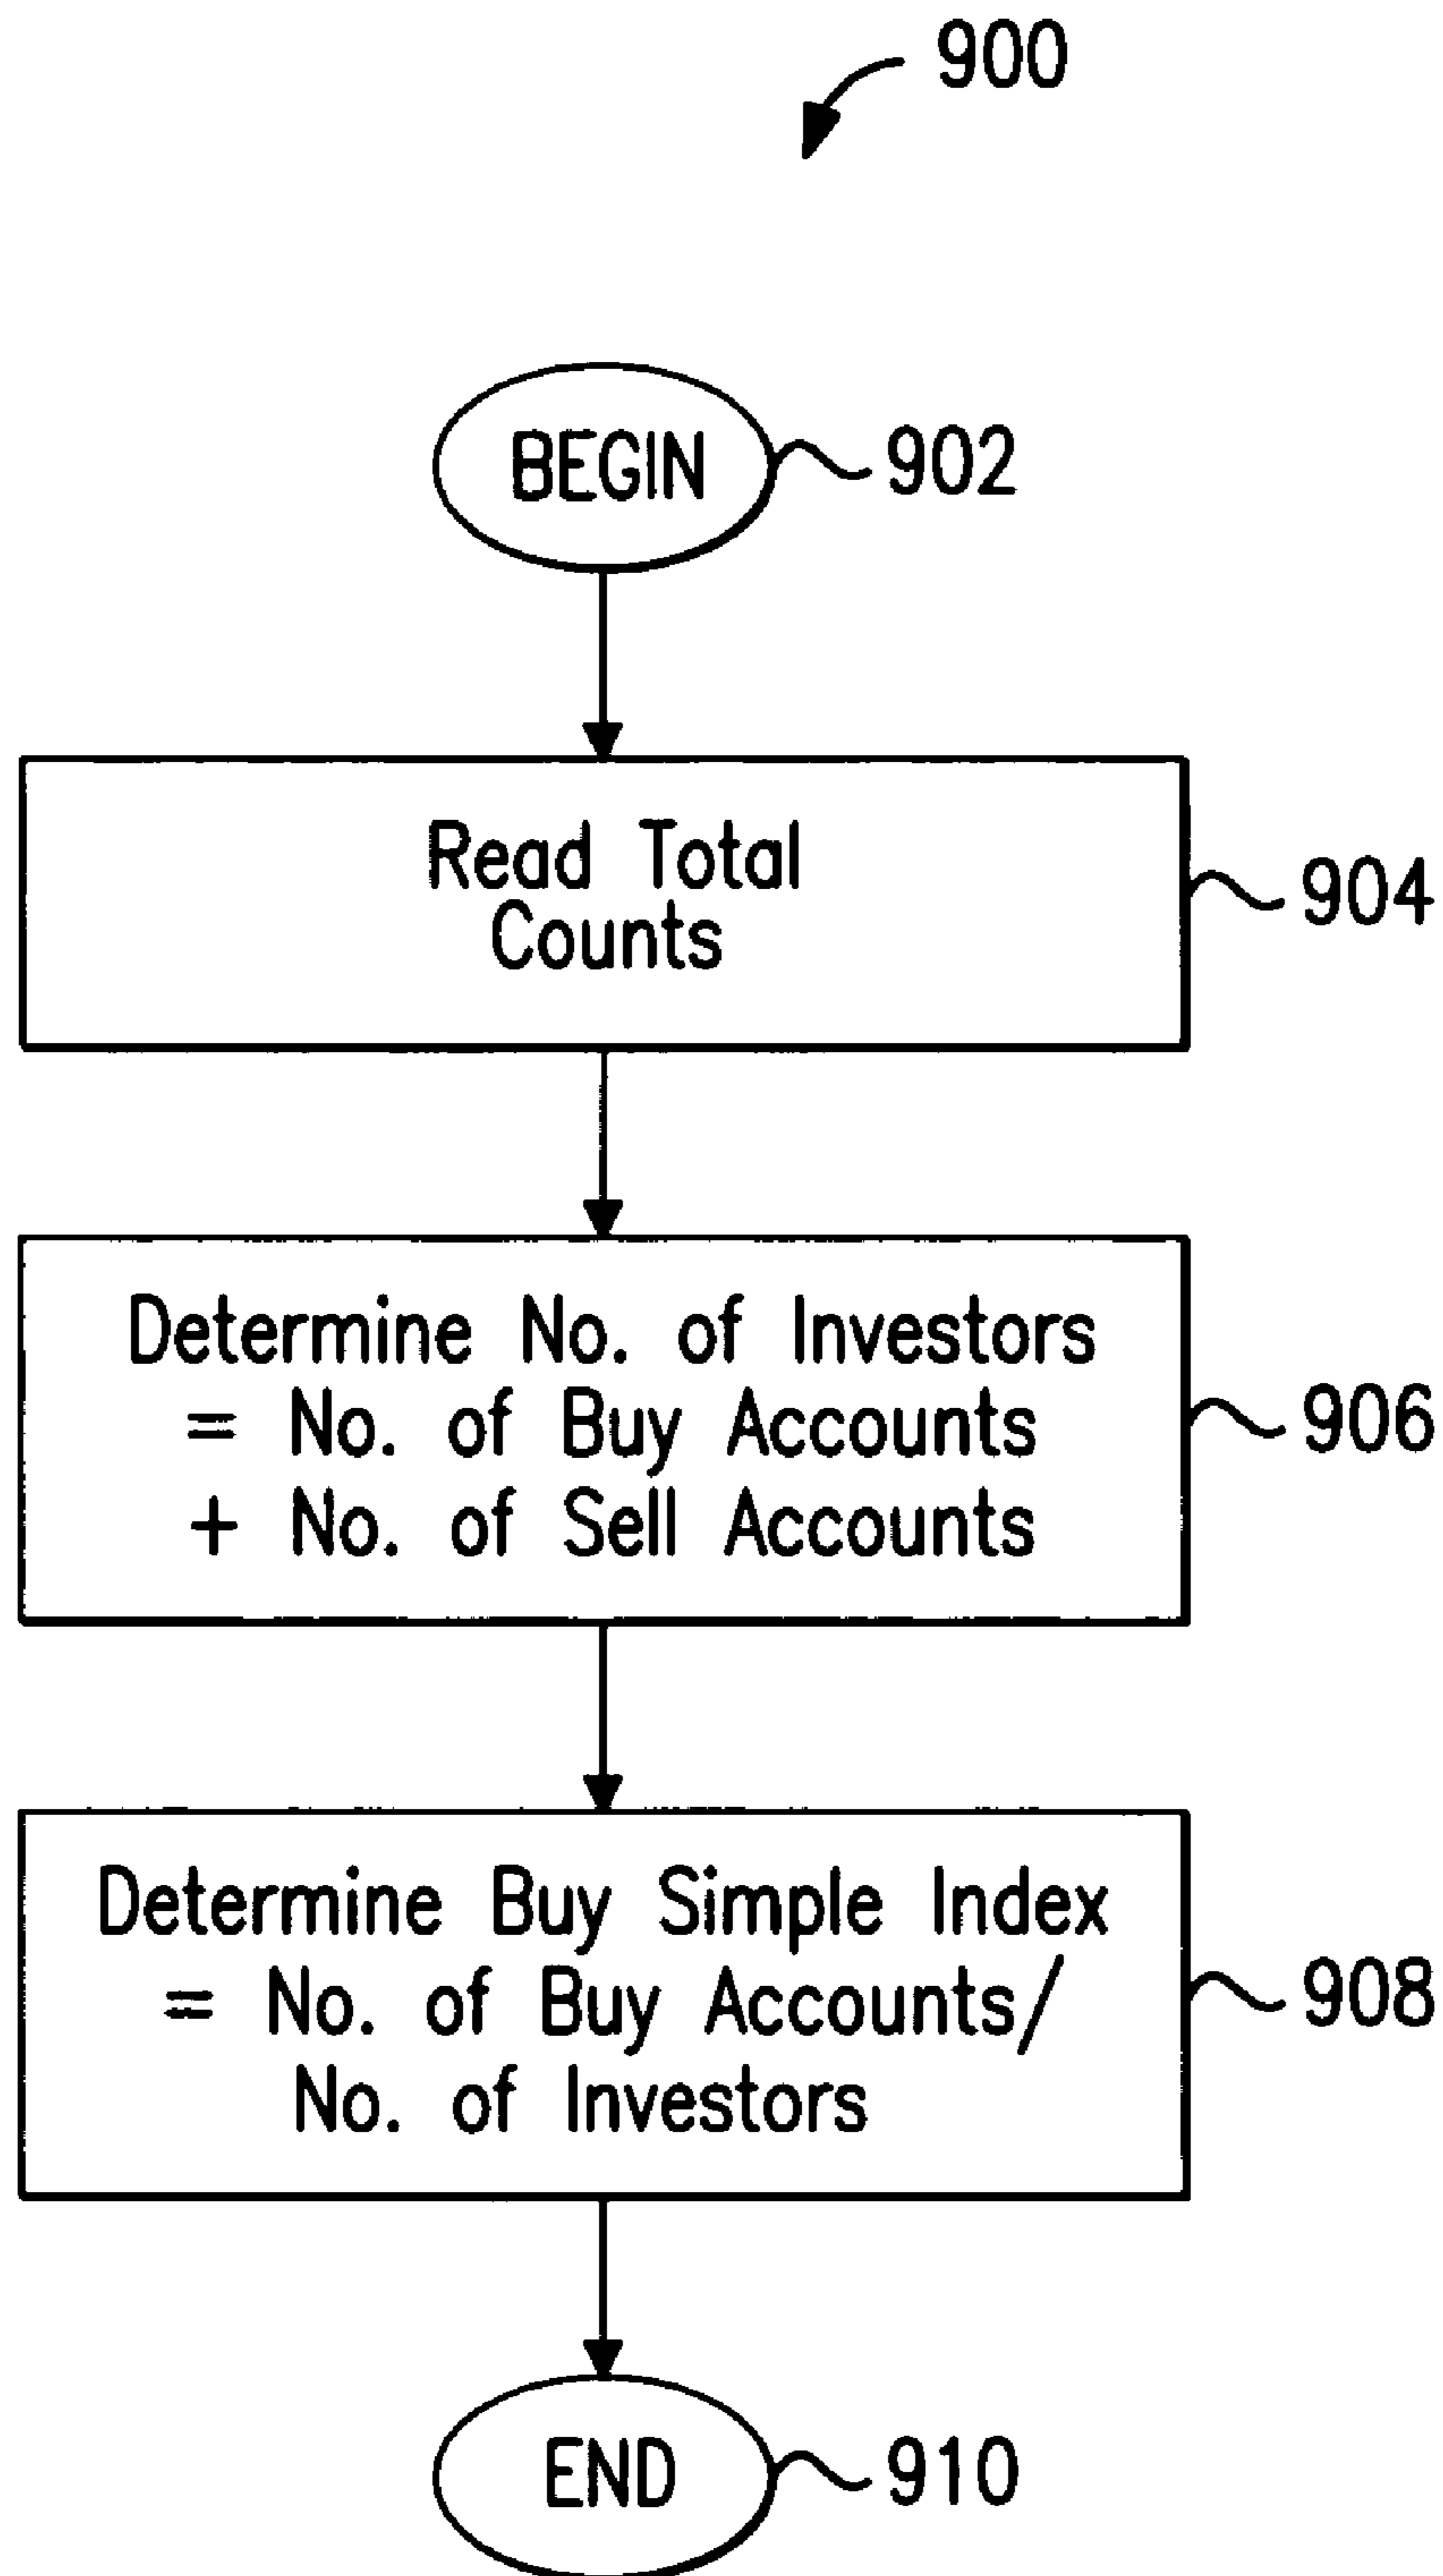 900
BEGIN
902
Read Total
Counts
904
Determine No. of Investors
= No. of Buy Accounts
+ No. of Sell Accounts
906
Determine Buy Simple Index
= No. of Buy Accounts/
No. of Investors
908
END
910